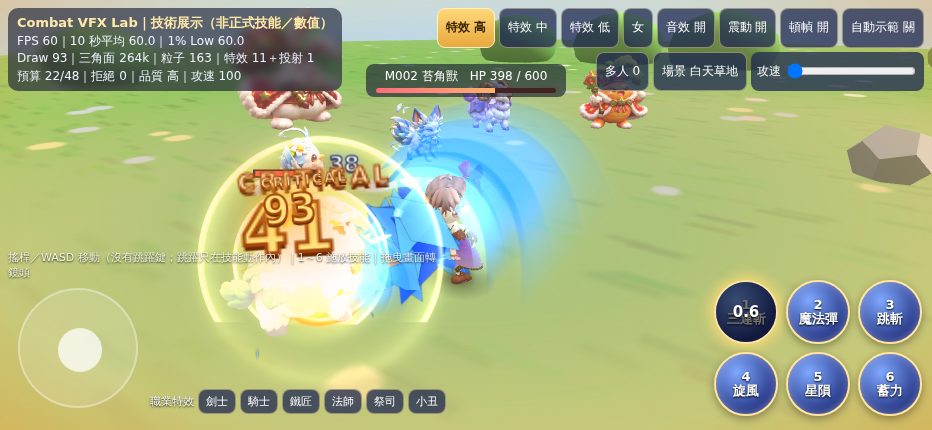 Combat VFX Lab｜技術展示（非正式技能／數值）
FPS 60｜10 秒平均 60.0｜1% Low 60.0
Draw 93｜三角面 264k｜粒子 163｜特效 11＋投射 1
預算 22/48｜拒絕 0｜品質 高｜攻速 100
特效 高
特效 中
特效 低
女
音效 開
震動 開
頓幀 開
自動示範 關
多人 0
場景 白天草地
攻速
M002 苔角獸 HP 398 / 600
38
CRITICAL
93
41
搖桿／WASD 移動（沒有跳躍鍵；跳躍只在技能動作內）｜1～6 施放技能｜拖曳畫面轉
鏡頭
1
三連斬
0.6
2
魔法彈
3
跳斬
4
旋風
5
星隕
6
蓄力
職業特效
劍士
騎士
鐵匠
法師
祭司
小丑